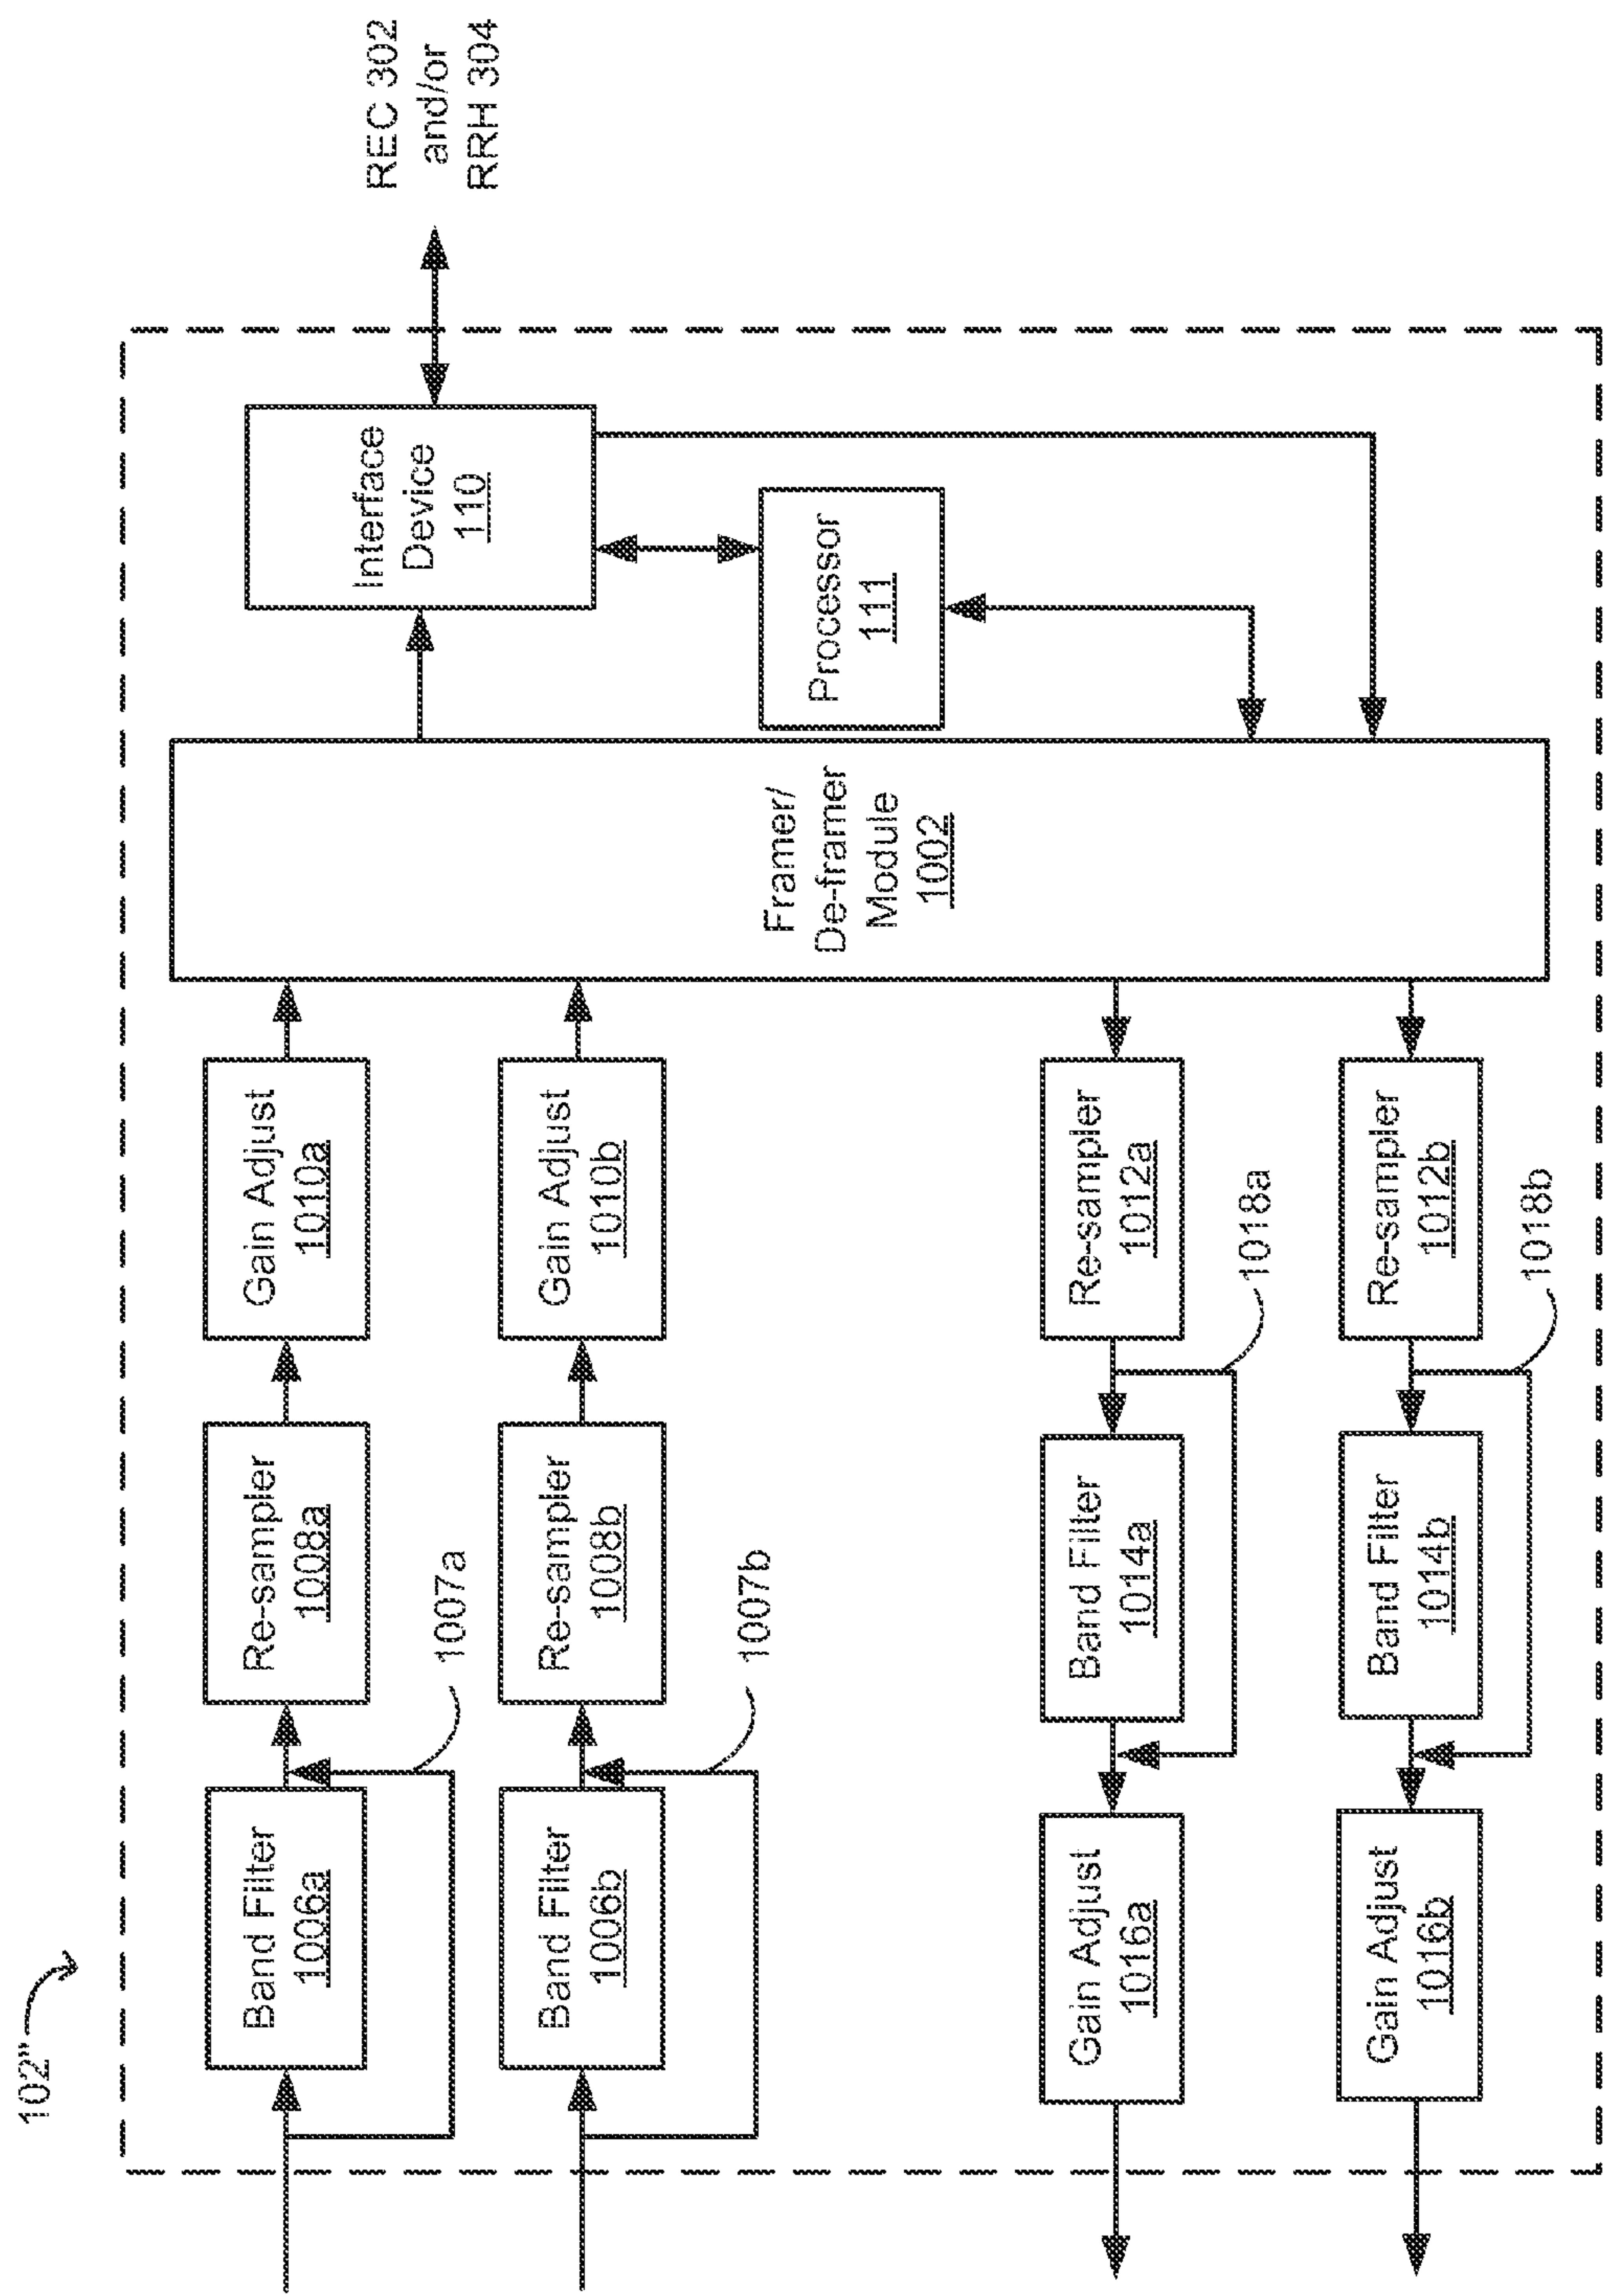 102"
Band Filter
1006a
Re-sampler
1008a
Gain Adjust
1010a
1007a
Band Filter
1006b
Re-sampler
1008b
Gain Adjust
1010b
1007b
Framer/
De-framer
Module
1002
Interface
Device
110
Processor
111
REC 302
and/or
RRH 304
Gain Adjust
1016a
Band Filter
1014a
Re-sampler
1012a
1018a
Gain Adjust
1016b
Band Filter
1014b
Re-sampler
1012b
1018b